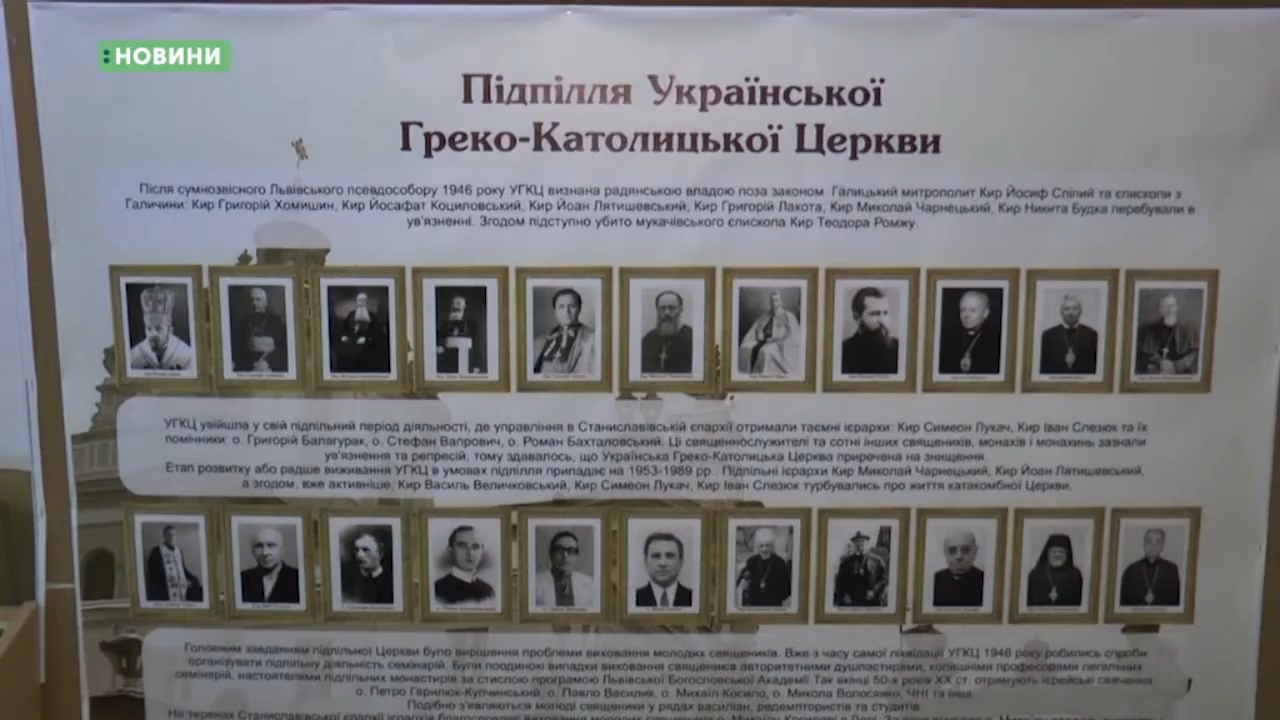 :НОВИНИ
Підпілля Української
Греко-Католицької Церкви
Після сумнозвісного Львівського псевдособору 1946 року УГКЦ визнана радянською владою поза законом. Галицький митрополит Кир Йосиф Сліпий та єпископи з
Галичини: Кир Григорій Хомишин, Кир Йосафат Коциловський, Кир Йоан Лятишевський, Кир Григорій Лакота, Кир Миколай Чарнецький, Кир Никита Будка перебували в
ув'язненні. Згодом підступно убито мукачівського єпископа Кир Теодора Ромжу.
УГКЦ увійшла у свій підпільний період діяльності, де управління в Станиславівській єпархії отримали таємні ієрархи: Кир Симеон Лукач, Кир Іван Слезюк та їх
помічники: о. Григорій Балагурак, о. Стефан Вапрович, о. Роман Бахталовський. Ці священнослужителі та сотні інших священиків, монахів і монахинь зазнали
ув'язнення та репресій, тому здавалось, що Українська Греко-Католицька Церква приречена на знищення.
Етап розвитку або радше виживання УГКЦ в умовах підпілля припадає на 1953-1989 рр.. Підпільні ієрархи Кир Миколай Чарнецький, Кир Йоан Лятишевський,
а згодом, вже активніше, Кир Василь Величковський, Кир Симеон Лукач, Кир Іван Слезюк турбувались про життя катакомбної Церкви.
Головним завданням підпільної Церкви було вирішення проблеми виховання молодих священиків. Вже з часу самої ліквідації УГКЦ 1946 року робились спроби
організувати підпільну діяльність семінарій. Були поодинокі випадки виховання священиків авторитетними душпастирями, колишніми професорами легальних
семінарій, настоятелями підпільних монастирів за стислою програмою Львівської Богословської Академії. Так вкінці 50-х років ХХ ст. отримують ієрейські свячення
о. Петро Герилюк-Купчинський, о. Павло Василик, о. Михаїл Косило, о. Микола Волосянко, ЧНІ та інші.
Подібно з'являються молоді священики у рядах василіан, редемптористів та студитів.
На теренах Станиславівської єпархії